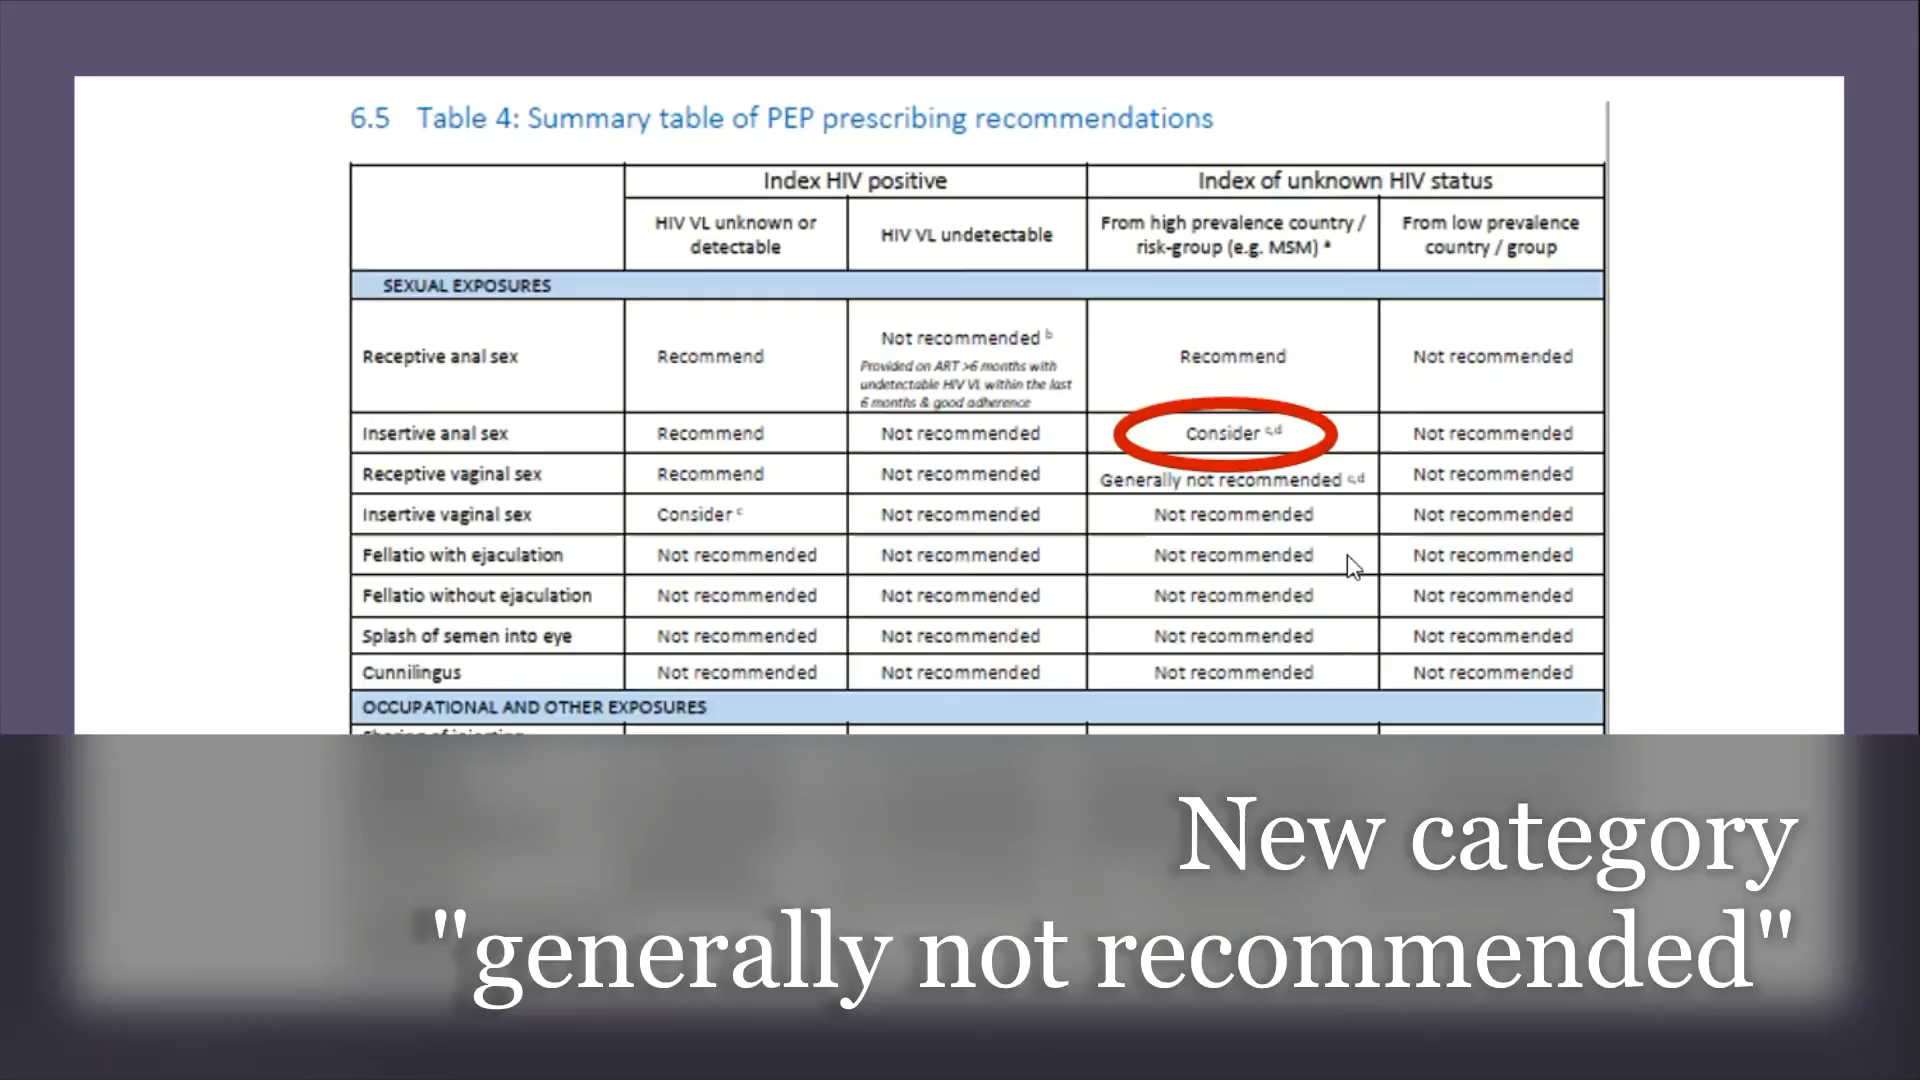 6.5 Table 4: Summary table of PEP prescribing recommendations
Index HIV positive
Index of unknown HIV status
HIV VL unknown or
detectable
HIV VL undetectable
From high prevalence country /
risk-group (e.g. MSM) a
From low prevalence
country / group
SEXUAL EXPOSURES
Receptive anal sex
Recommend
Not recommended b
Provided on ART >6 months with
undetectable HIV VL within the last
6 months & good adherence
Recommend
Not recommended
Insertive anal sex
Recommend
Not recommended
Consider c,d
Not recommended
Receptive vaginal sex
Recommend
Not recommended
Generally not recommended c,d
Not recommended
Insertive vaginal sex
Consider c
Not recommended
Not recommended
Not recommended
Fellatio with ejaculation
Not recommended
Not recommended
Not recommended
Not recommended
Fellatio without ejaculation
Not recommended
Not recommended
Not recommended
Not recommended
Splash of semen into eye
Not recommended
Not recommended
Not recommended
Not recommended
Cunnilingus
Not recommended
Not recommended
Not recommended
Not recommended
OCCUPATIONAL AND OTHER EXPOSURES
New category
"generally not recommended"